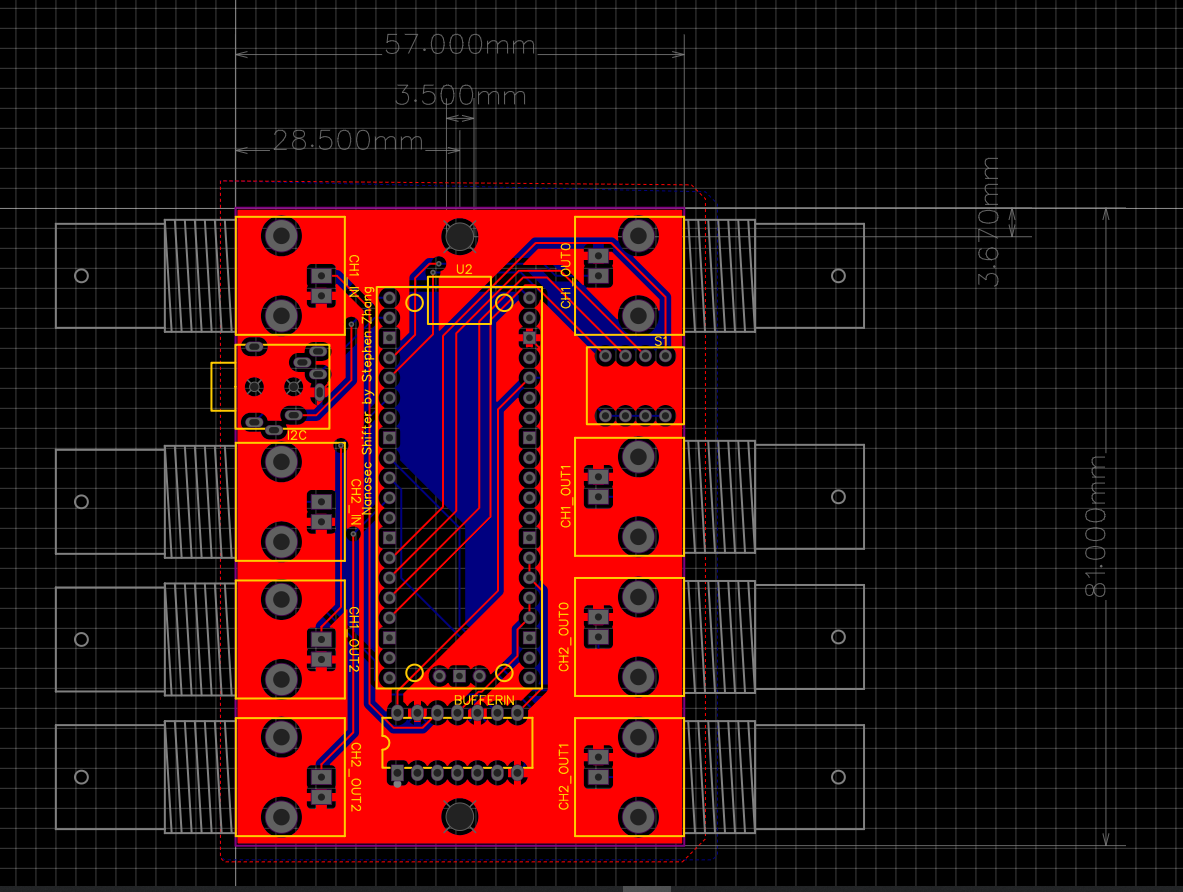 57.000mm
3.500mm
28.500mm
3.670mm
CH1_OUT0
CH1_IN
U2
Nanosec Shifter by Stephen Zhang
S1
I2C
CH2_IN
CH1_OUT1
81.000mm
CH1_OUT2
CH2_OUT0
BUFFERIN
CH2_OUT2
CH2_OUT1